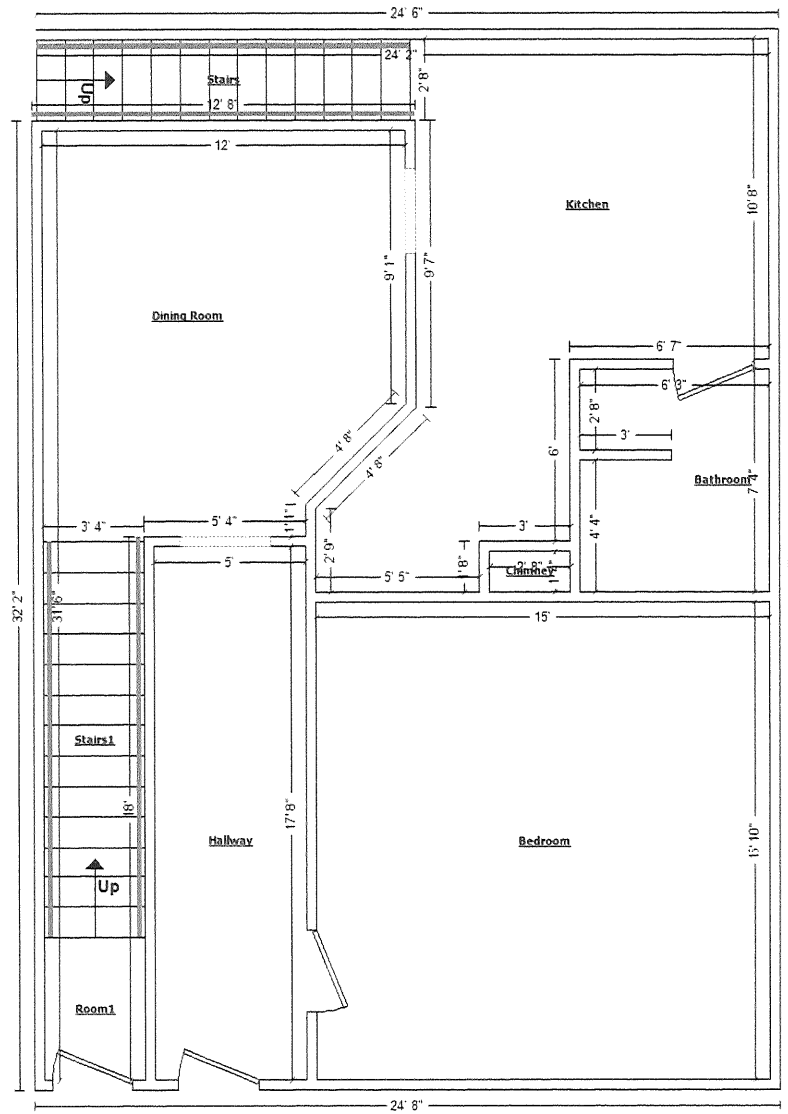 24' 6"
24' 2"
Stairs
Up
2' 8"
12' 8"
12'
Kitchen
10' 8"
9' 1"
9' 7"
Dining Room
6' 7"
6' 3"
2' 8"
3'
4' 8"
4' 8"
6'
Bathroom
7' 4"
4' 4"
3' 4"
5' 4"
1' 1"
2' 9"
3'
5'
5' 5"
2' 8"
Chimney
32' 2"
31' 6"
15'
Stairs1
18'
17' 8"
Hallway
Bedroom
Up
Room1
24' 8"